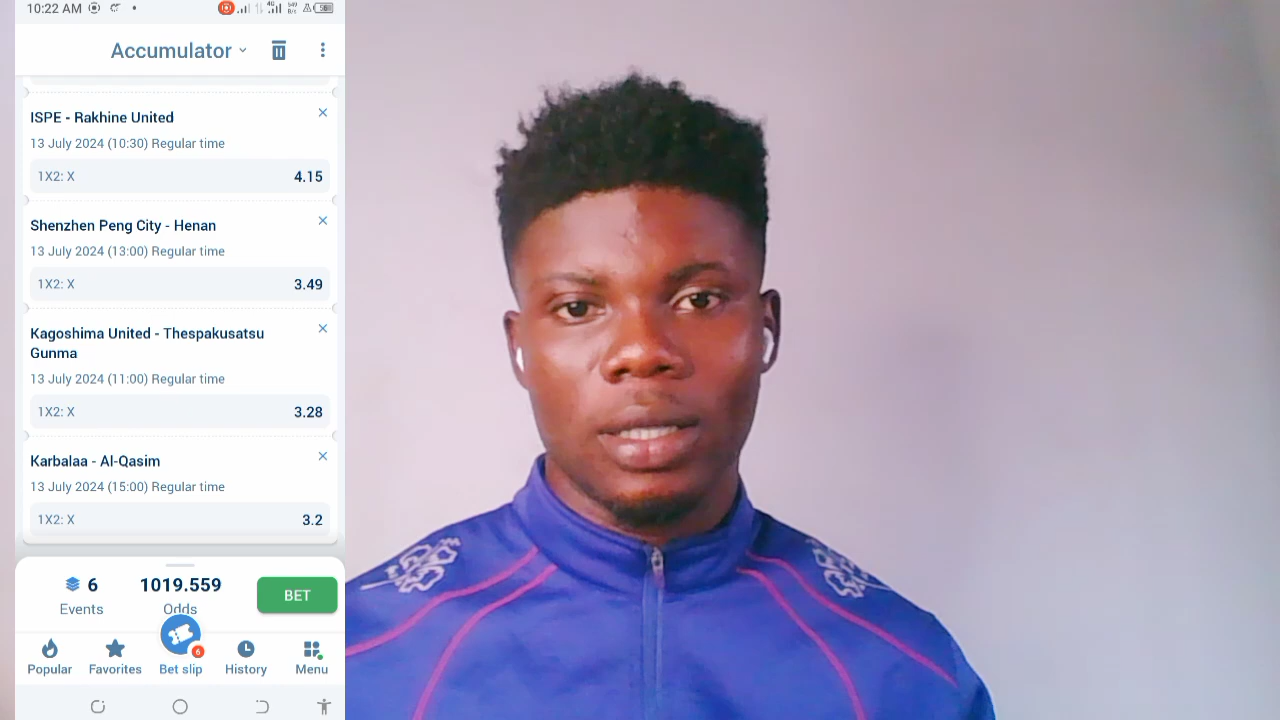 10:22 AM
Accumulator
ISPE - Rakhine United
13 July 2024 (10:30) Regular time
1X2: X
4.15
Shenzhen Peng City - Henan
13 July 2024 (13:00) Regular time
1X2: X
3.49
Kagoshima United - Thespakusatsu
Gunma
13 July 2024 (11:00) Regular time
1X2: X
3.28
Karbalaa - Al-Qasim
13 July 2024 (15:00) Regular time
1X2: X
3.2
6
Events
1019.559
Odds
BET
6
Popular
Favorites
Bet slip
History
Menu